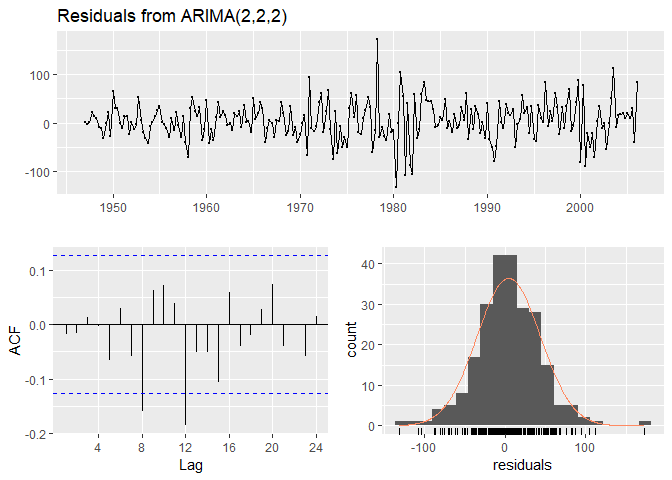 Residuals from ARIMA(2,2,2)
100
0
-100
1950 1960 1970 1980 1990 2000
0.1
0.0
-0.1
-0.2
ACF
4 8 12 16 20 24
Lag
40
30
20
10
0
count
-100 0 100
residuals